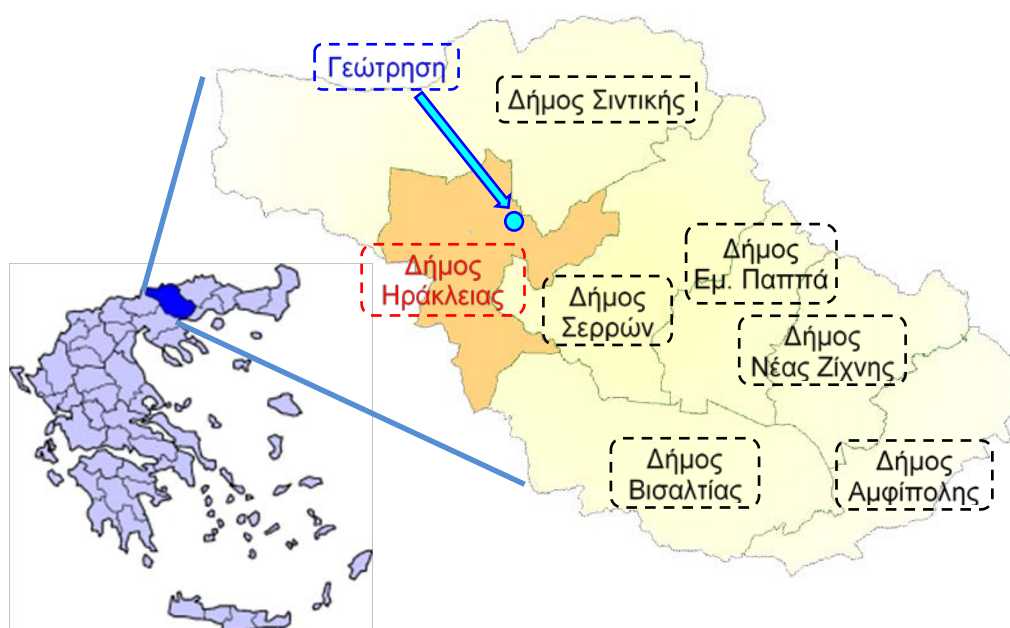 Γεώτρηση
Δήμος Σιντικής
Δήμος
Ηράκλειας
Δήμος
Σερρών
Δήμος
Εμ. Παππά
Δήμος
Νέας Ζίχνης
Δήμος
Βισαλτίας
Δήμος
Αμφίπολης